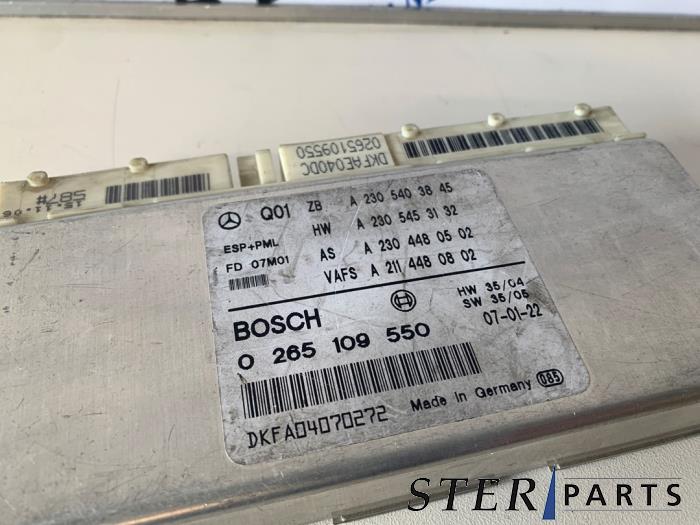 DKFAE040DC
0265109550
587#
Q01
ZB A 230 540 38 45
HW A 230 545 31 32
AS A 230 448 05 02
VAFS A 211 448 08 02
ESP+PML
FD 07M01
BOSCH
HW 35/04
SW 35/05
07-01-22
0 265 109 550
DKFA04070272
Made in Germany 085
STER PARTS